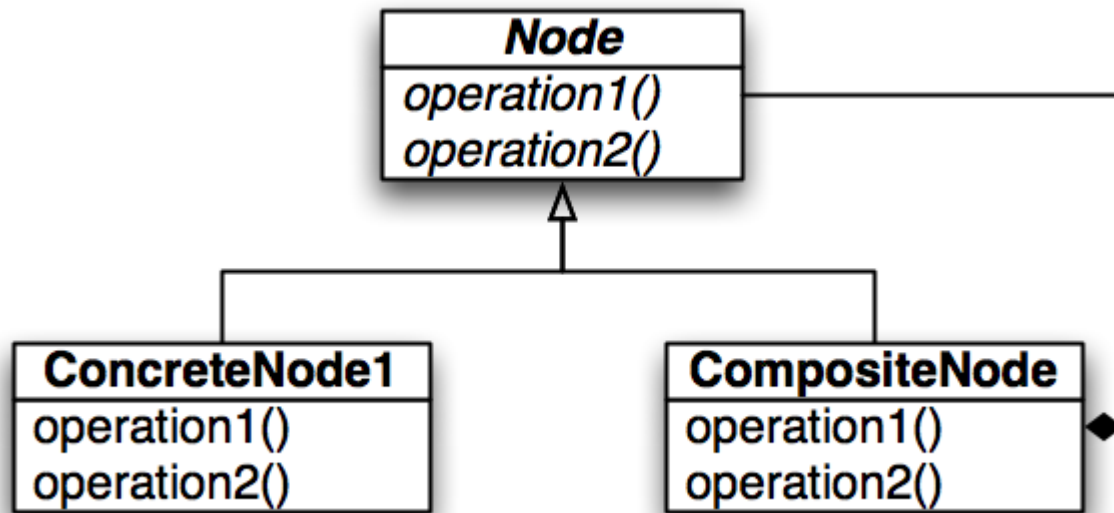 Node
operation1()
operation2()
ConcreteNode1
operation1()
operation2()
CompositeNode
operation1()
operation2()